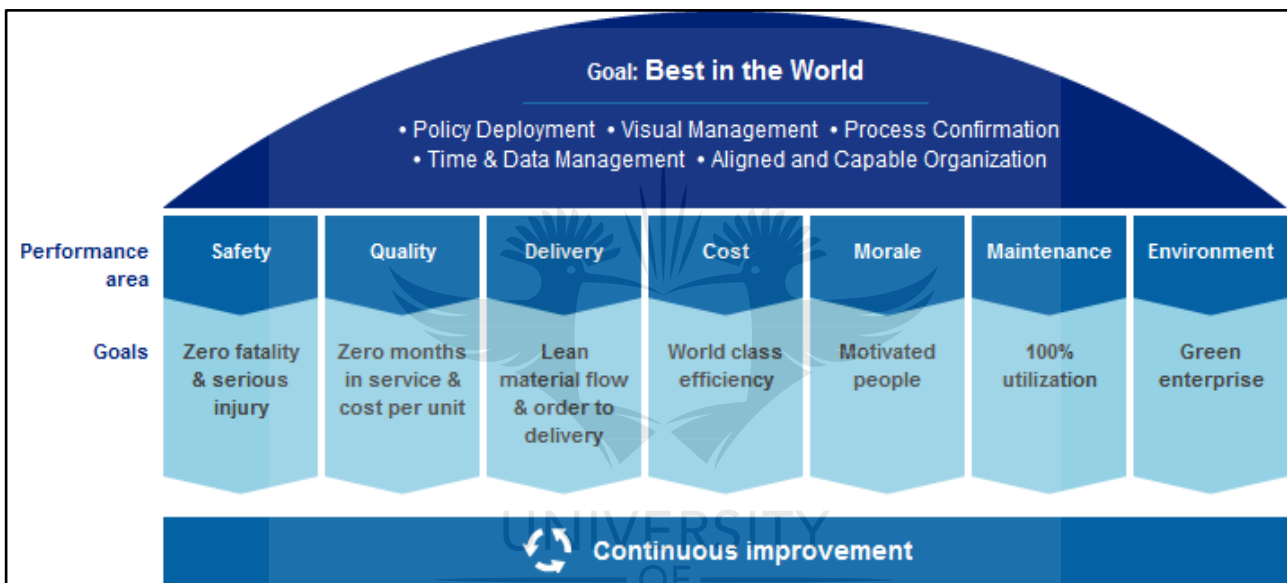 Goal: Best in the World
• Policy Deployment • Visual Management • Process Confirmation
• Time & Data Management • Aligned and Capable Organization
Performance area
Safety
Quality
Delivery
Cost
Morale
Maintenance
Environment
Goals
Zero fatality
& serious
injury
Zero months
in service &
cost per unit
Lean
material flow
& order to
delivery
World class
efficiency
Motivated
people
100%
utilization
Green
enterprise
UNIVERSITY
OF
Continuous improvement